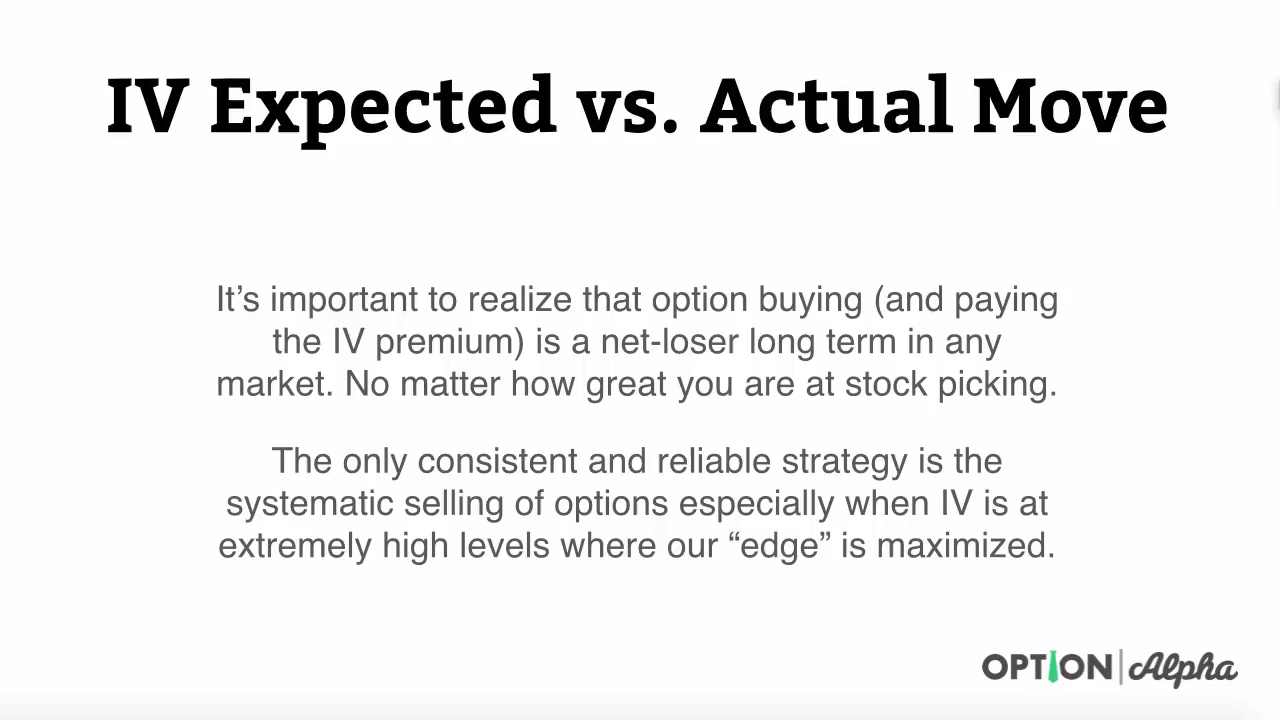 IV Expected vs. Actual Move
It’s important to realize that option buying (and paying
the IV premium) is a net-loser long term in any
market. No matter how great you are at stock picking.
The only consistent and reliable strategy is the
systematic selling of options especially when IV is at
extremely high levels where our “edge” is maximized.
OPTION | Alpha